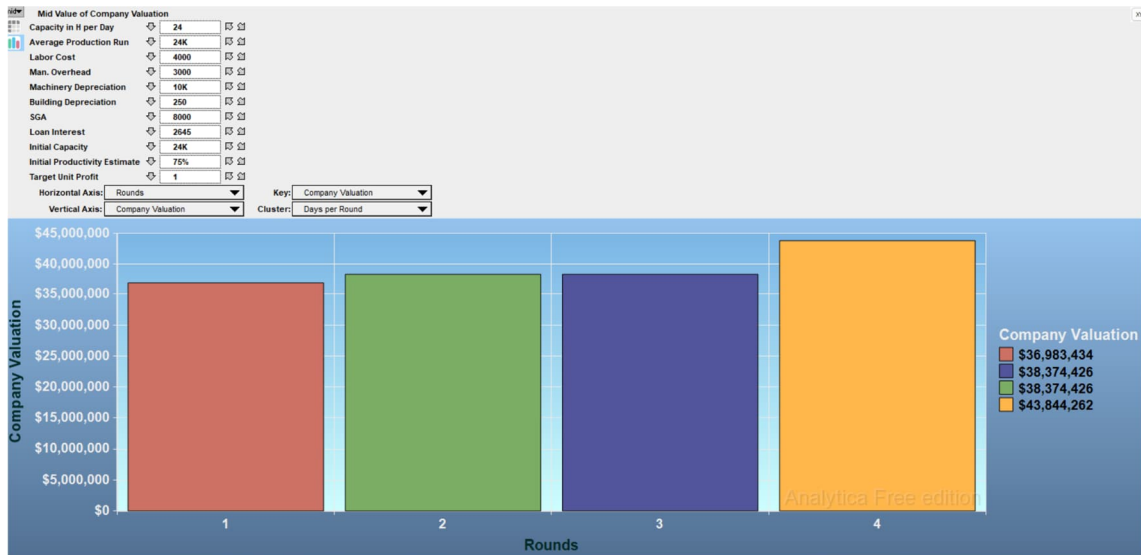 mid Mid Value of Company Valuation
Capacity in H per Day 24
Average Production Run 24K
Labor Cost 4000
Man. Overhead 3000
Machinery Depreciation 10K
Building Depreciation 250
SGA 8000
Loan Interest 2645
Initial Capacity 24K
Initial Productivity Estimate 75%
Target Unit Profit 1
Horizontal Axis: Rounds Key: Company Valuation
Vertical Axis: Company Valuation Cluster: Days per Round
Company Valuation
$45,000,000
$40,000,000
$35,000,000
$30,000,000
$25,000,000
$20,000,000
$15,000,000
$10,000,000
$5,000,000
$0
1 2 3 4
Rounds
Analytica Free edition
Company Valuation
$36,983,434
$38,374,426
$38,374,426
$43,844,262